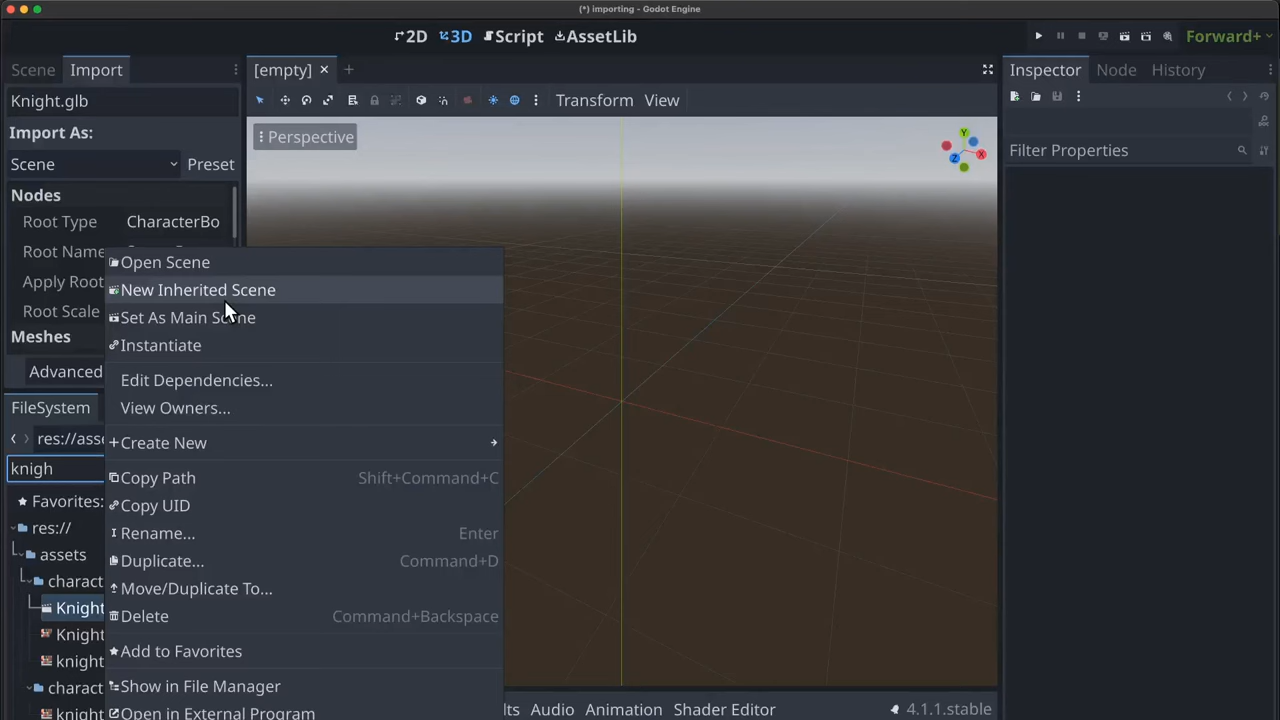 (*) importing - Godot Engine
2D 3D Script AssetLib Forward+
Scene Import
[empty]
Inspector Node History
Knight.glb
Transform View
Import As:
Perspective
Y
X
Z
Filter Properties
Scene Preset
Nodes
Root Type CharacterBo
Root Name
Apply Root
Root Scale
Meshes
Advanced
Open Scene
New Inherited Scene
Set As Main Scene
Instantiate
Edit Dependencies...
View Owners...
Create New
Copy Path Shift+Command+C
Copy UID
Rename... Enter
Duplicate... Command+D
Move/Duplicate To...
Delete Command+Backspace
Add to Favorites
Show in File Manager
Open in External Program
FileSystem
res://asse
knigh
Favorites:
res://
assets
charact
Knight
Knight
knight
charact
knight
Audio Animation Shader Editor 4.1.1.stable